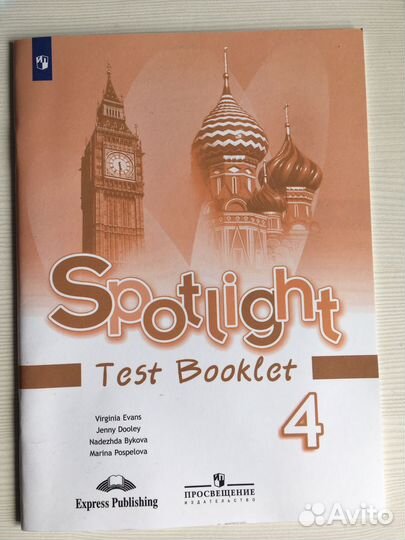 Spotlight
Test Booklet
4
Virginia Evans
Jenny Dooley
Nadezhda Bykova
Marina Pospelova
Express Publishing
ПРОСВЕЩЕНИЕ
ИЗДАТЕЛЬСТВО
Avito